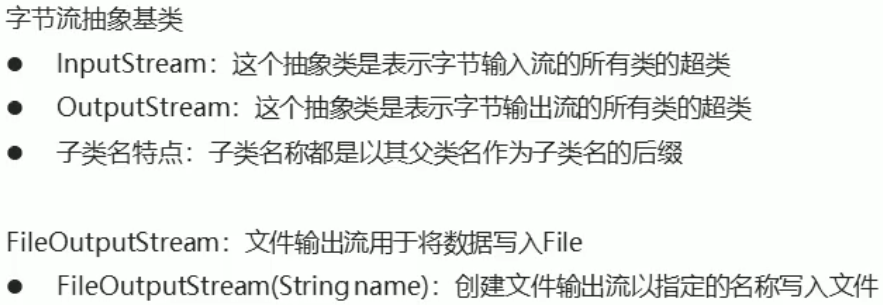 字节流抽象基类
● InputStream：这个抽象类是表示字节输入流的所有类的超类
● OutputStream：这个抽象类是表示字节输出流的所有类的超类
● 子类名特点：子类名称都是以其父类名作为子类名的后缀
FileOutputStream：文件输出流用于将数据写入File
● FileOutputStream(String name)：创建文件输出流以指定的名称写入文件